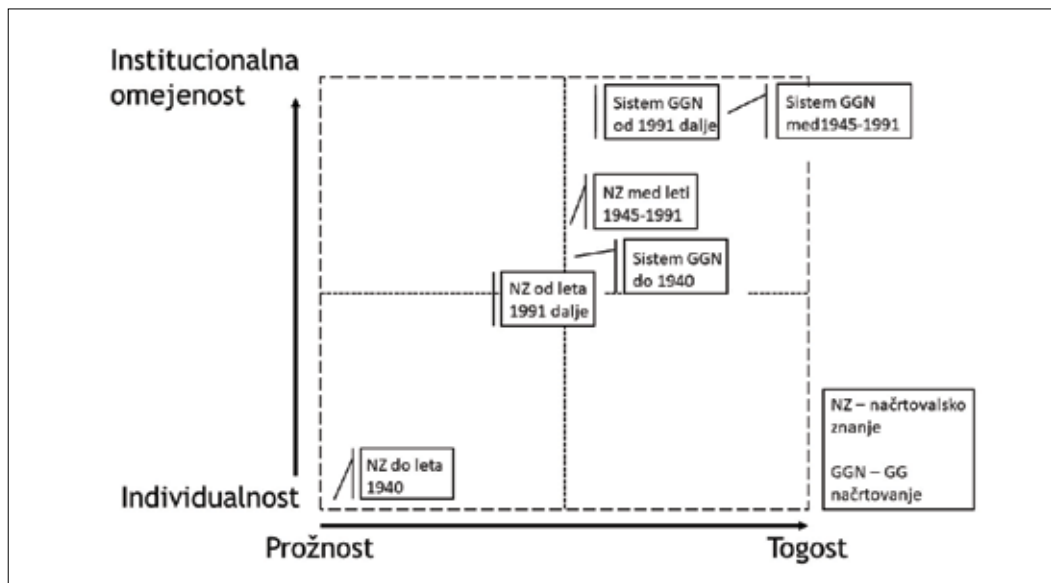 Institucionalna
omejenost
Sistem GGN
od 1991 dalje
Sistem GGN
med1945-1991
NZ med leti
1945-1991
Sistem GGN
do 1940
NZ od leta
1991 dalje
NZ do leta
1940
NZ – načrtovalsko
znanje
GGN – GG
načrtovanje
Individualnost
Prožnost
Togost